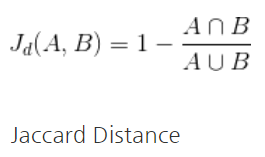 J_d(A, B) = 1 − (A ∩ B) / (A ∪ B)
Jaccard Distance